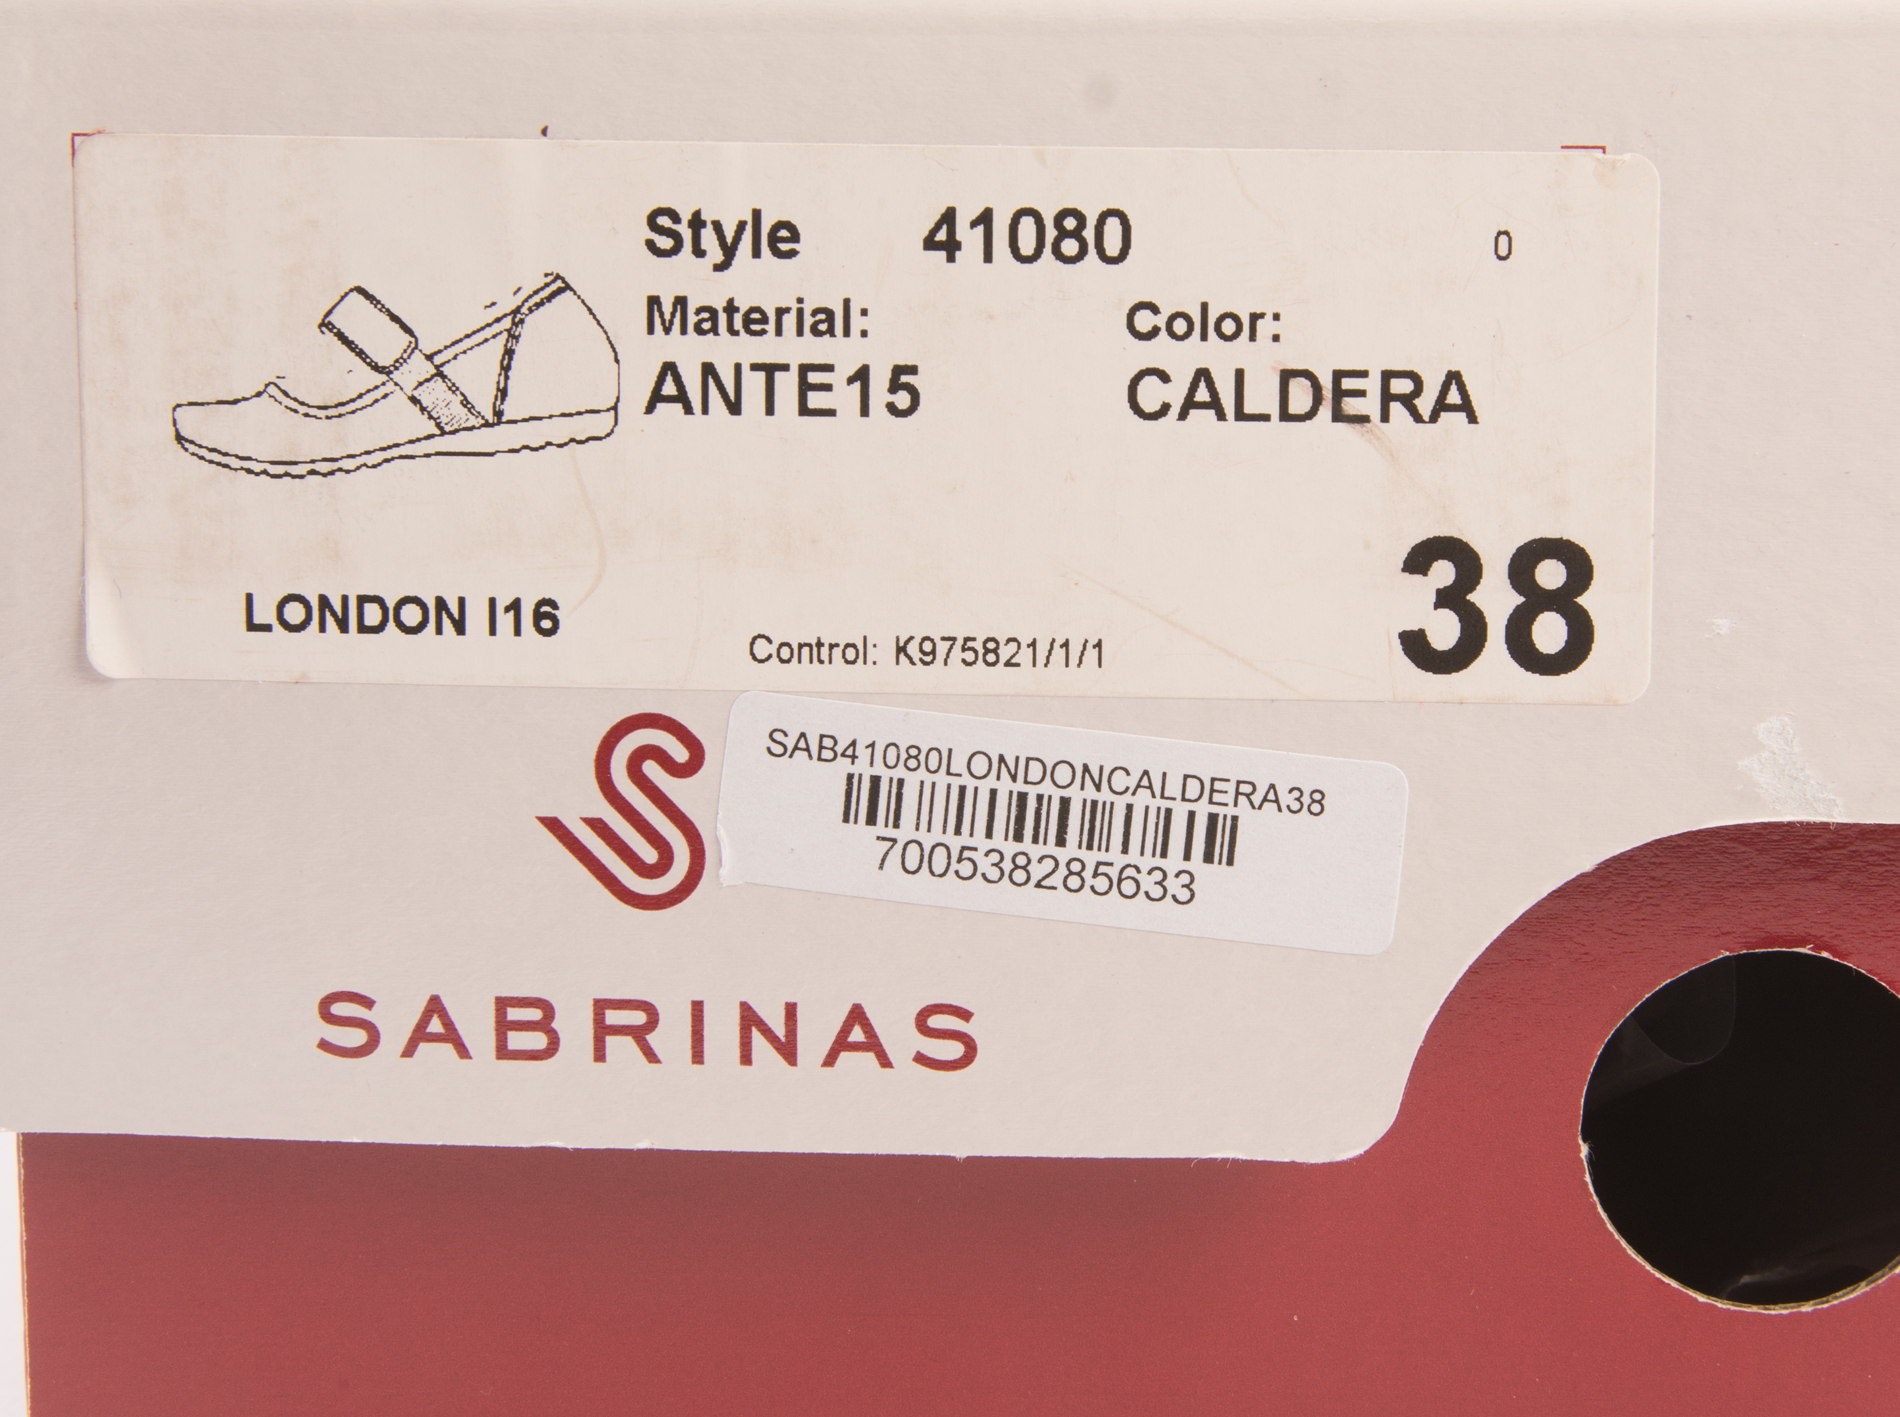 Style 41080 0
Material: Color:
ANTE15 CALDERA
38
LONDON I16
Control: K975821/1/1
SAB41080LONDONCALDERA38
700538285633
SABRINAS